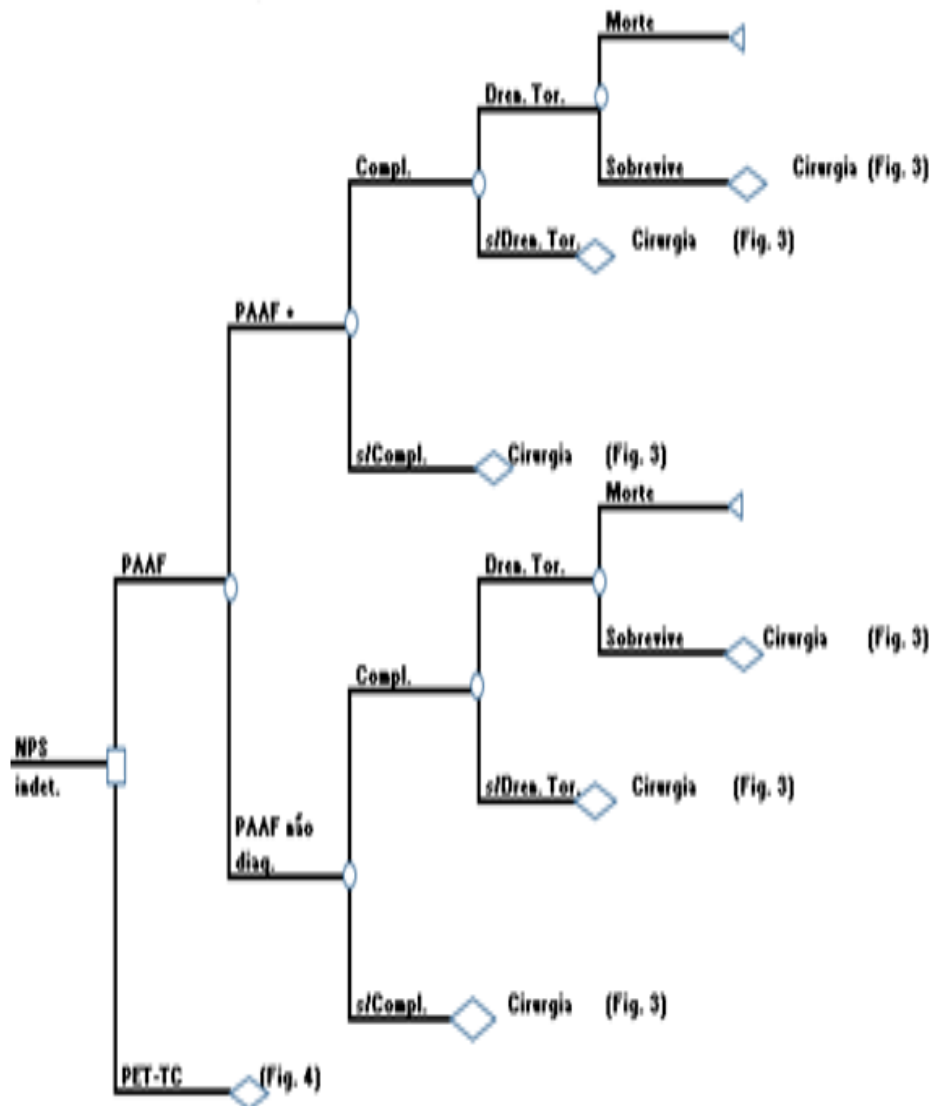 Morte
Dren. Tor.
Compl.
Sobrevive
Cirurgia (Fig. 3)
s/Dren. Tor.
Cirurgia (Fig. 3)
PAAF +
s/Compl.
Cirurgia (Fig. 3)
Morte
PAAF
Dren. Tor.
Sobrevive
Cirurgia (Fig. 3)
Compl.
NPS
indet.
s/Dren. Tor.
Cirurgia (Fig. 3)
PAAF não
diag.
s/Compl.
Cirurgia (Fig. 3)
PET-TC
(Fig. 4)